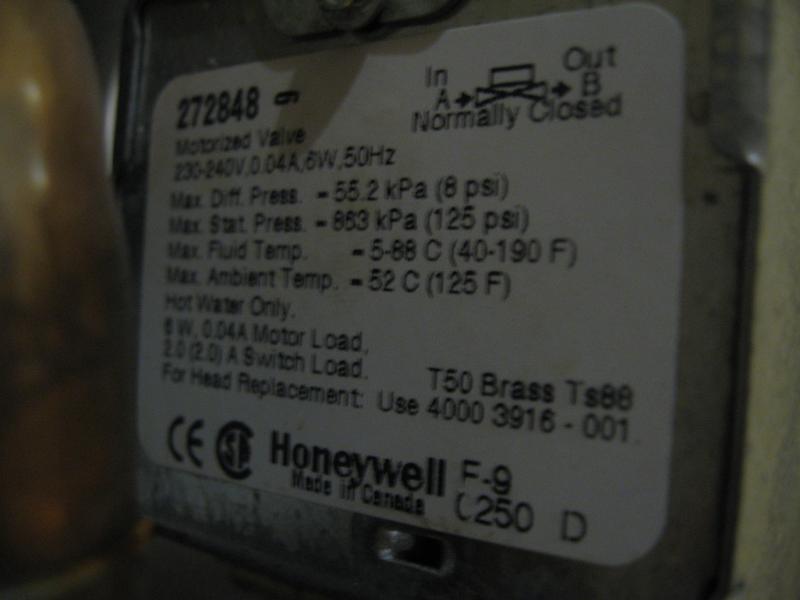 272848 6
In Out
A B
Normally Closed
Motorized Valve
230-240V,0.04A,6W,50Hz
Max. Diff. Press. - 55.2 kPa (8 psi)
Max. Stat. Press. - 863 kPa (125 psi)
Max. Fluid Temp. - 5-88 C (40-190 F)
Max. Ambient Temp. - 52 C (125 F)
Hot Water Only.
6 W, 0.04A Motor Load,
2.0 (2.0) A Switch Load. T50 Brass Ts88
For Head Replacement: Use 4000 3916 - 001
CE SP Honeywell F-9
Made in Canada 0250 D